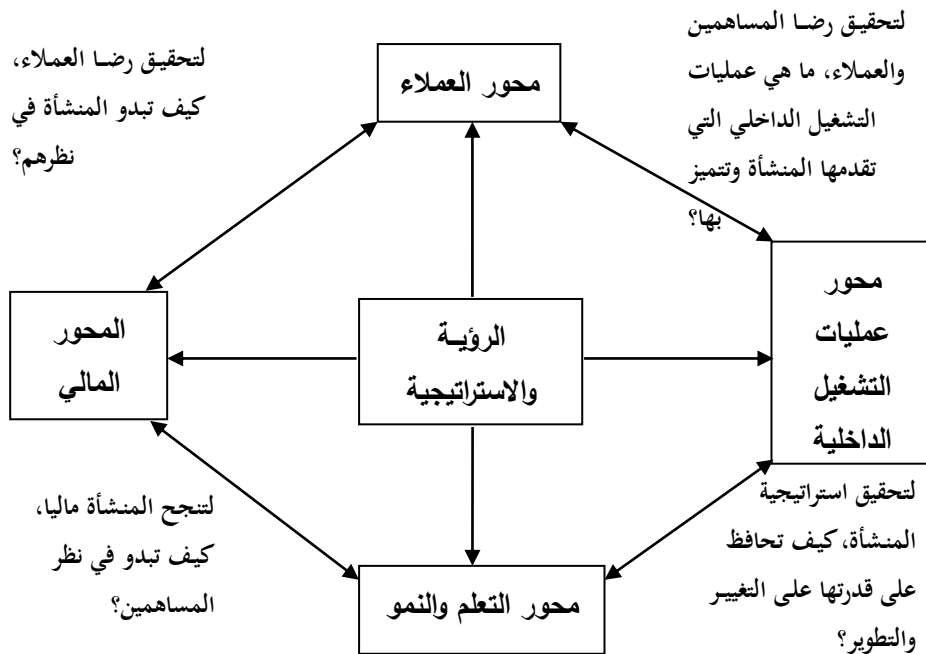 لتحقيق رضا المساهمين
والعملاء، ما هي عمليات
التشغيل الداخلي التي
تقدمها المنشأة وتتميز
بها؟
محور العملاء
لتحقيق رضا العملاء،
كيف تبدو المنشأة في
نظرهم؟
محور
عمليات
التشغيل
الداخلية
الرؤية
والاستراتيجية
المحور
المالي
لتحقيق استراتيجية
المنشأة، كيف تحافظ
على قدرتها على التغيير
والتطوير؟
محور التعلم والنمو
لتنجح المنشأة ماليا،
كيف تبدو في نظر
المساهمين؟